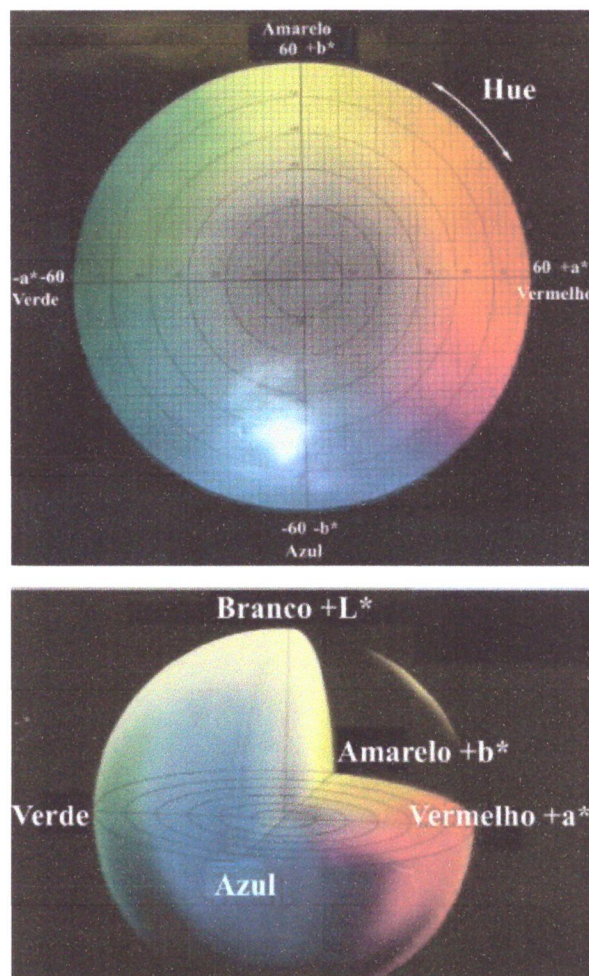 Amarelo
60 +b*
Hue
-a*-60
Verde
60 +a*
Vermelho
-60 -b*
Azul
Branco +L*
Amarelo +b*
Verde
Vermelho +a*
Azul